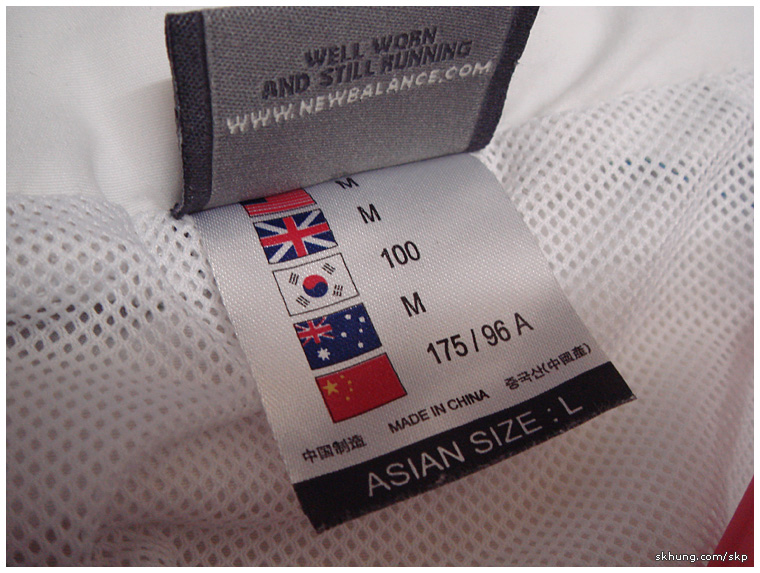 WELL WORN
AND STILL RUNNING
WWW.NEWBALANCE.COM
M
M
100
M
175 / 96 A
中国制造 MADE IN CHINA 중국산(中國産)
ASIAN SIZE : L
skhung.com/skp